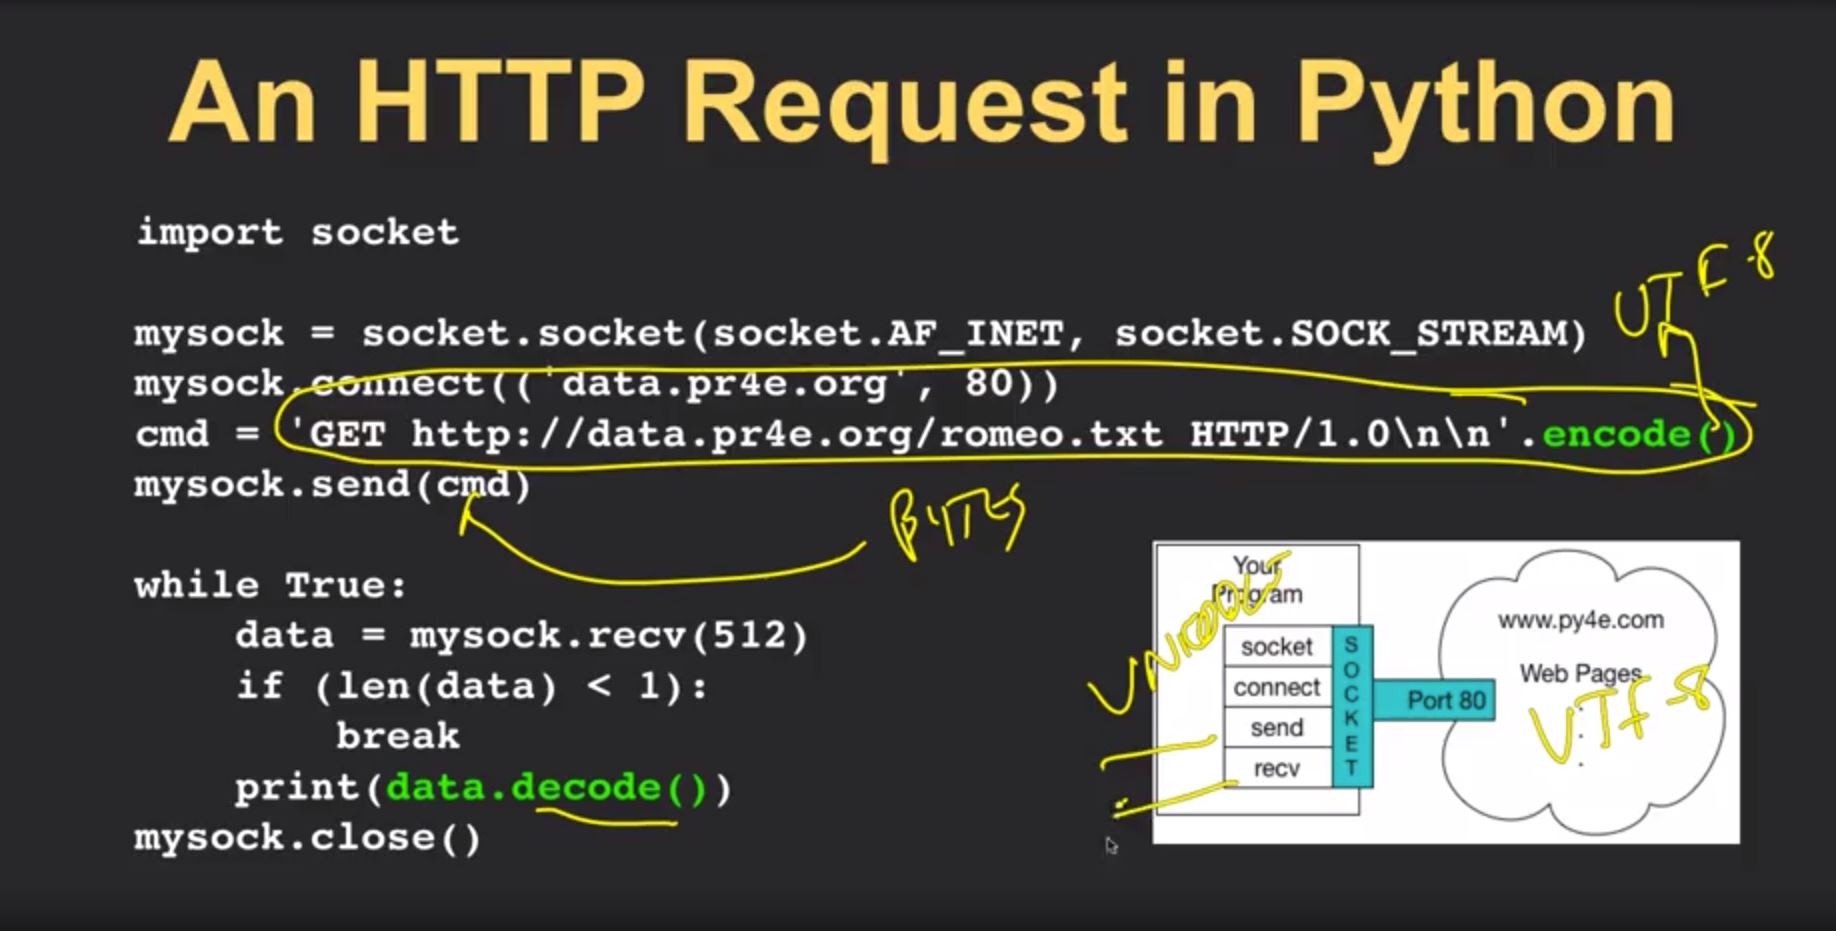 An HTTP Request in Python
import socket
UTF-8
mysock = socket.socket(socket.AF_INET, socket.SOCK_STREAM)
mysock.connect(('data.pr4e.org', 80))
cmd = 'GET http://data.pr4e.org/romeo.txt HTTP/1.0\n\n'.encode()
mysock.send(cmd)
BYTES
while True:
    data = mysock.recv(512)
    if (len(data) < 1):
        break
    print(data.decode())
mysock.close()
Your
Program
UNICODE
socket
connect
send
recv
SOCKET
Port 80
www.py4e.com
Web Pages
UTF-8